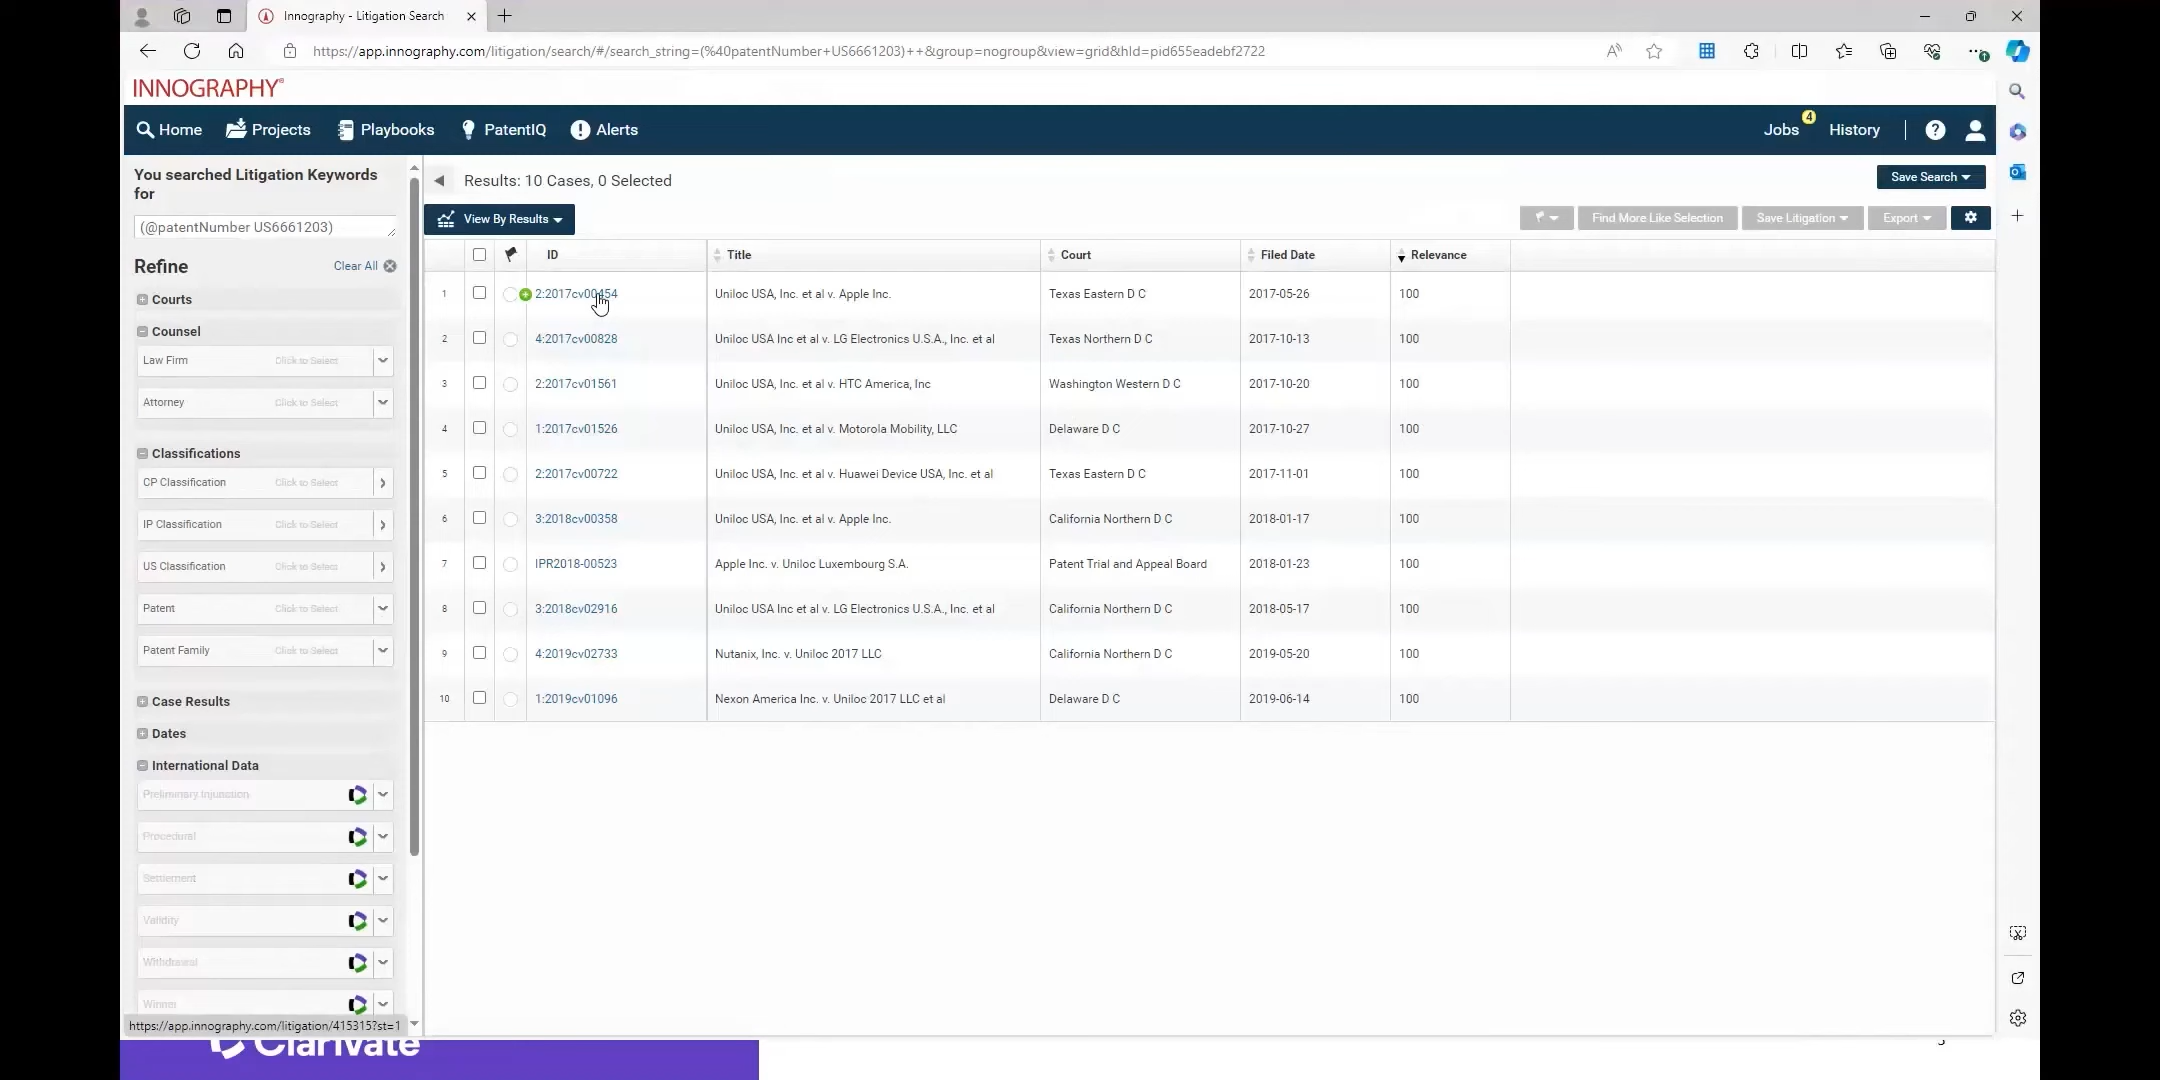 Innography - Litigation Search
https://app.innography.com/litigation/search/#/search_string=(%40patentNumber+US6661203)++&group=nogroup&view=grid&hId=pid655eadebf2722
INNOGRAPHY®
Home
Projects
Playbooks
PatentIQ
Alerts
Jobs
4
History
You searched Litigation Keywords
for
(@patentNumber US6661203)
Refine
Clear All
Courts
Counsel
Law Firm Click to Select
Attorney Click to Select
Classifications
CP Classification Click to Select
IP Classification Click to Select
US Classification Click to Select
Patent Click to Select
Patent Family Click to Select
Case Results
Dates
International Data
Preliminary Injunction
Procedural
Settlement
Validity
Withdrawal
Winner
https://app.innography.com/litigation/415315?st=1
Results: 10 Cases, 0 Selected
Save Search
View By Results
Find More Like Selection
Save Litigation
Export
ID Title Court Filed Date Relevance
1 2:2017cv00454 Uniloc USA, Inc. et al v. Apple Inc. Texas Eastern D C 2017-05-26 100
2 4:2017cv00828 Uniloc USA Inc et al v. LG Electronics U.S.A., Inc. et al Texas Northern D C 2017-10-13 100
3 2:2017cv01561 Uniloc USA, Inc. et al v. HTC America, Inc Washington Western D C 2017-10-20 100
4 1:2017cv01526 Uniloc USA, Inc. et al v. Motorola Mobility, LLC Delaware D C 2017-10-27 100
5 2:2017cv00722 Uniloc USA, Inc. et al v. Huawei Device USA, Inc. et al Texas Eastern D C 2017-11-01 100
6 3:2018cv00358 Uniloc USA, Inc. et al v. Apple Inc. California Northern D C 2018-01-17 100
7 IPR2018-00523 Apple Inc. v. Uniloc Luxembourg S.A. Patent Trial and Appeal Board 2018-01-23 100
8 3:2018cv02916 Uniloc USA Inc et al v. LG Electronics U.S.A., Inc. et al California Northern D C 2018-05-17 100
9 4:2019cv02733 Nutanix, Inc. v. Uniloc 2017 LLC California Northern D C 2019-05-20 100
10 1:2019cv01096 Nexon America Inc. v. Uniloc 2017 LLC et al Delaware D C 2019-06-14 100
Clarivate